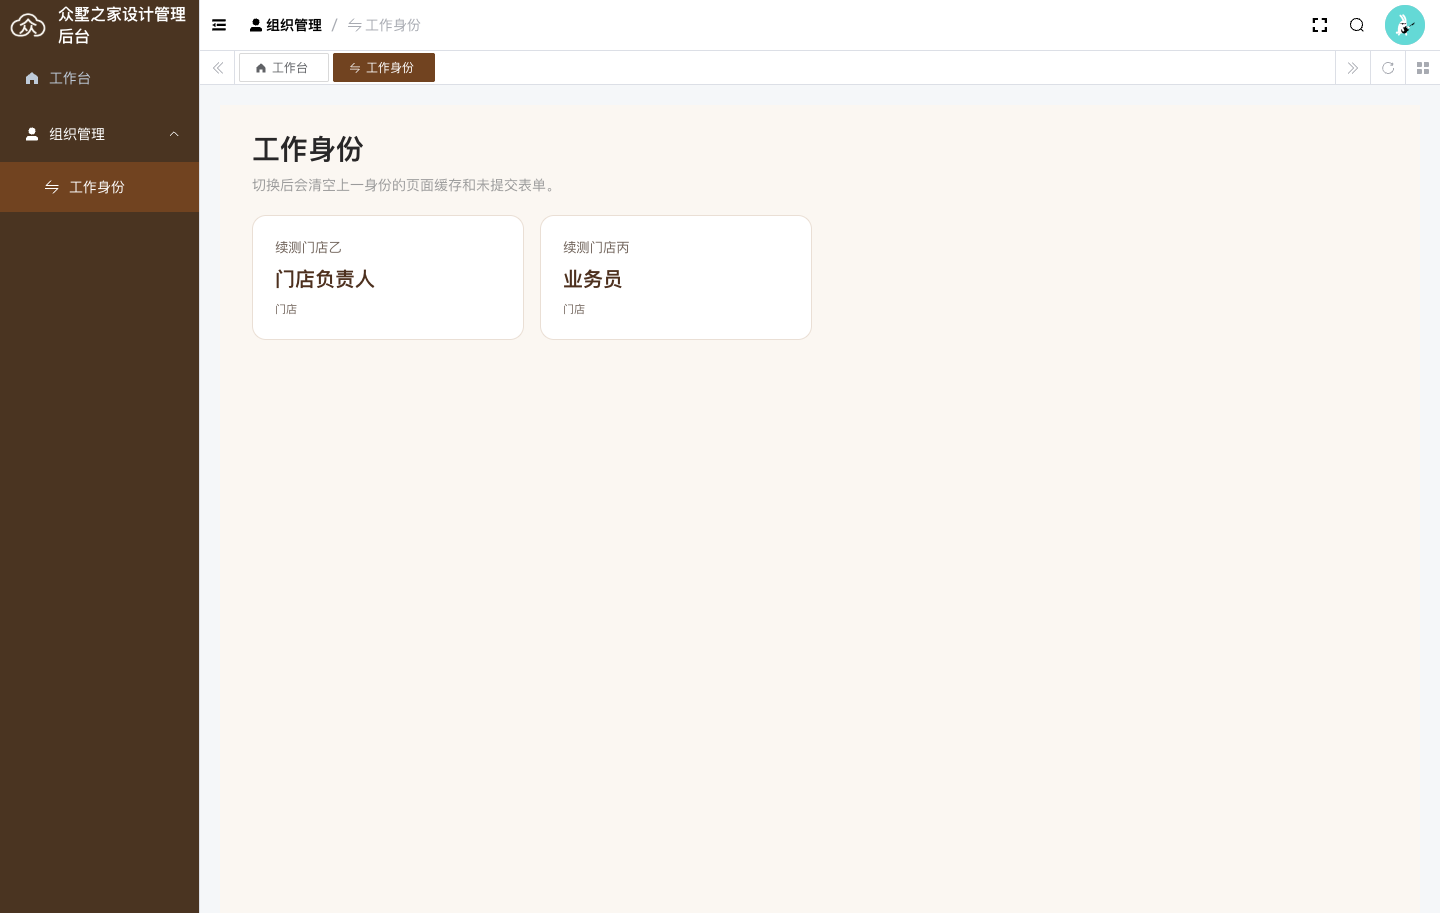 众墅之家设计管理
后台
工作台
组织管理
工作身份
组织管理 / 工作身份
工作台
工作身份
工作身份
切换后会清空上一身份的页面缓存和未提交表单。
续测门店乙
门店负责人
门店
续测门店丙
业务员
门店